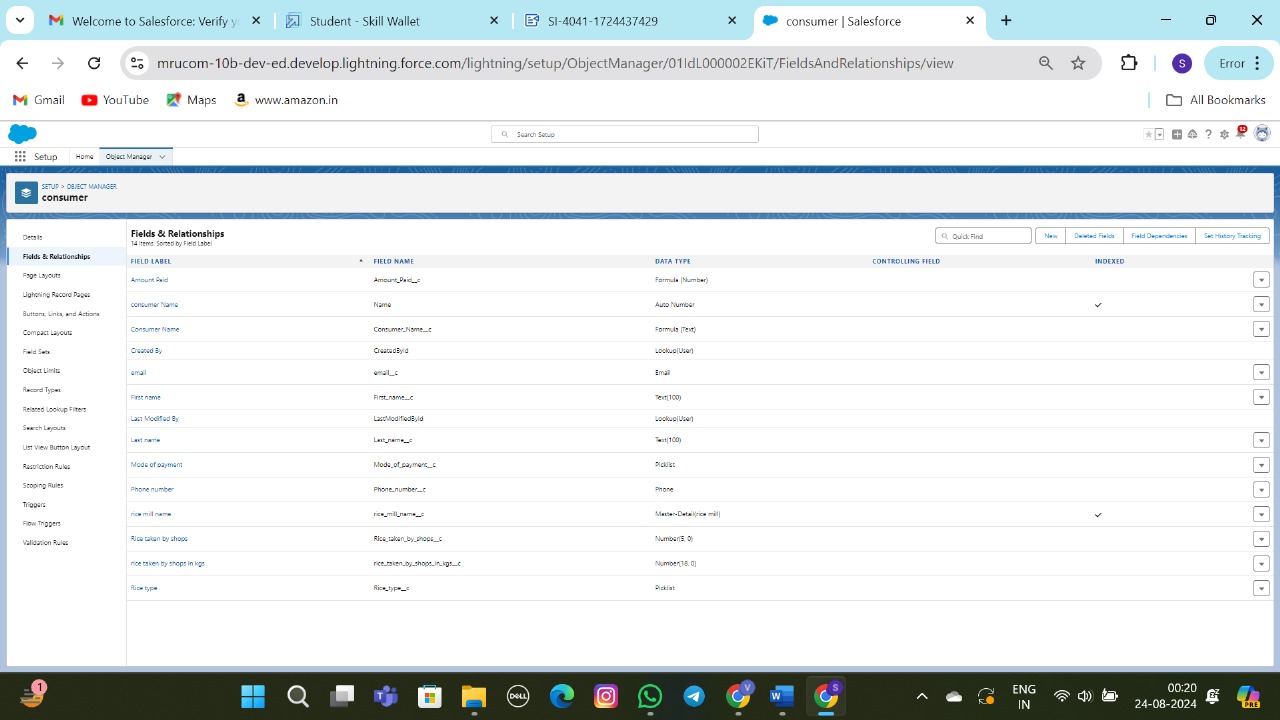 Welcome to Salesforce: Verify yo
Student - Skill Wallet
SI-4041-1724437429
consumer | Salesforce
mrucom-10b-dev-ed.develop.lightning.force.com/lightning/setup/ObjectManager/01IdL000002EKiT/FieldsAndRelationships/view
S
Error
Gmail
YouTube
Maps
www.amazon.in
All Bookmarks
Search Setup
12
Setup
Home
Object Manager
SETUP > OBJECT MANAGER
consumer
Details
Fields & Relationships
Page Layouts
Lightning Record Pages
Buttons, Links, and Actions
Compact Layouts
Field Sets
Object Limits
Record Types
Related Lookup Filters
Search Layouts
List View Button Layout
Restriction Rules
Scoping Rules
Triggers
Flow Triggers
Validation Rules
Fields & Relationships
14 Items, Sorted by Field Label
Quick Find
New
Deleted Fields
Field Dependencies
Set History Tracking
FIELD LABEL FIELD NAME DATA TYPE CONTROLLING FIELD INDEXED
Amount Paid Amount_Paid__c Formula (Number)
consumer Name Name Auto Number
Consumer Name Consumer_Name__c Formula (Text)
Created By CreatedById Lookup(User)
email email__c Email
First name First_name__c Text(100)
Last Modified By LastModifiedById Lookup(User)
Last name Last_name__c Text(100)
Mode of payment Mode_of_payment__c Picklist
Phone number Phone_number__c Phone
rice mill name rice_mill_name__c Master-Detail(rice mill)
Rice taken by shops Rice_taken_by_shops__c Number(5, 0)
rice taken by shops in kgs rice_taken_by_shops_in_kgs__c Number(18, 0)
Rice type Rice_type__c Picklist
1
DELL
V
S
ENG
IN
00:20
24-08-2024
PRE